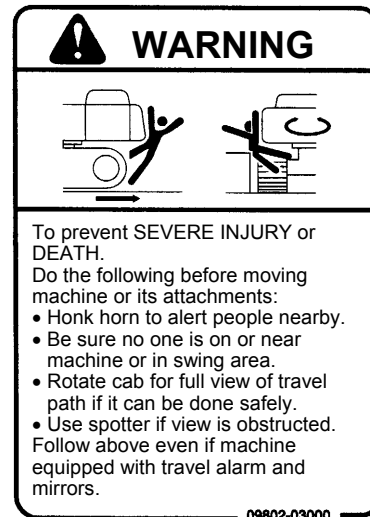 WARNING
To prevent SEVERE INJURY or
DEATH.
Do the following before moving
machine or its attachments:
• Honk horn to alert people nearby.
• Be sure no one is on or near
machine or in swing area.
• Rotate cab for full view of travel
path if it can be done safely.
• Use spotter if view is obstructed.
Follow above even if machine
equipped with travel alarm and
mirrors.
09802-03000